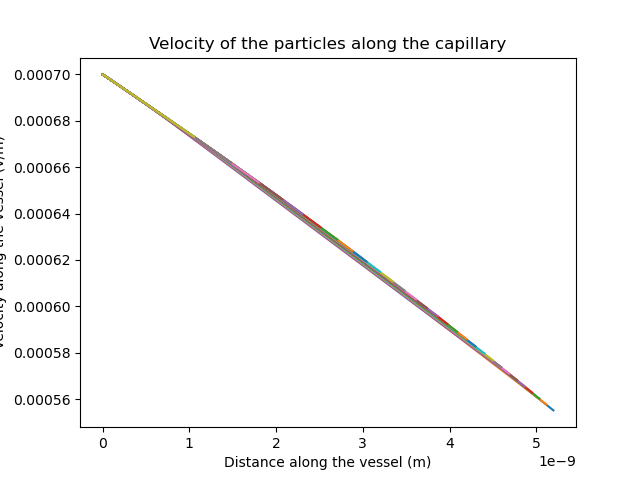 Velocity of the particles along the capillary
0.00070
0.00068
0.00066
0.00064
0.00062
0.00060
0.00058
0.00056
Velocity along the vessel (v/m)
0 1 2 3 4 5
1e−9
Distance along the vessel (m)